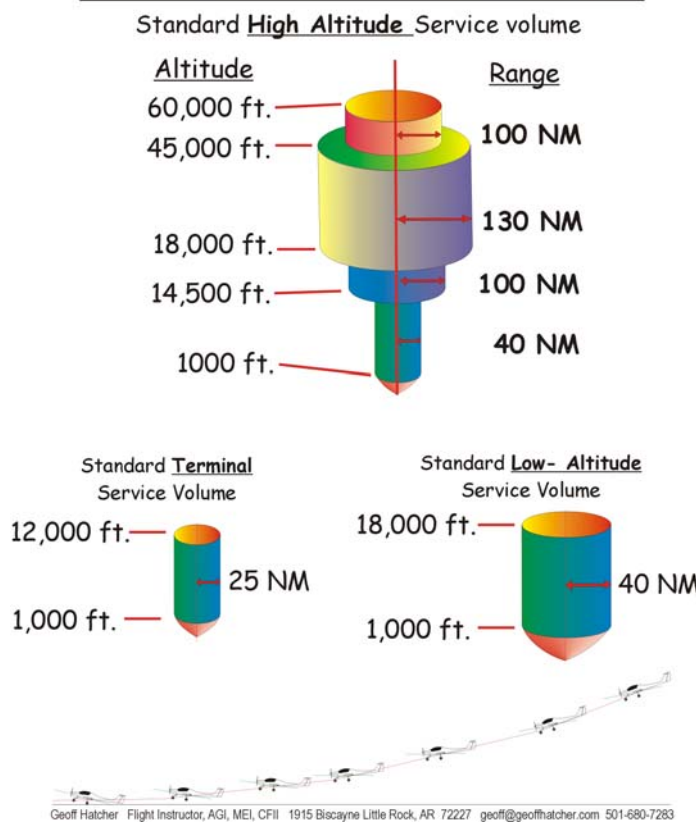 Standard High Altitude Service volume
Altitude
Range
60,000 ft.
100 NM
45,000 ft.
130 NM
18,000 ft.
100 NM
14,500 ft.
40 NM
1000 ft.
Standard Terminal
Service Volume
12,000 ft.
25 NM
1,000 ft.
Standard Low- Altitude
Service Volume
18,000 ft.
40 NM
1,000 ft.
Geoff Hatcher Flight Instructor, AGI, MEI, CFII 1915 Biscayne Little Rock, AR 72227 geoff@geoffhatcher.com 501-680-7283